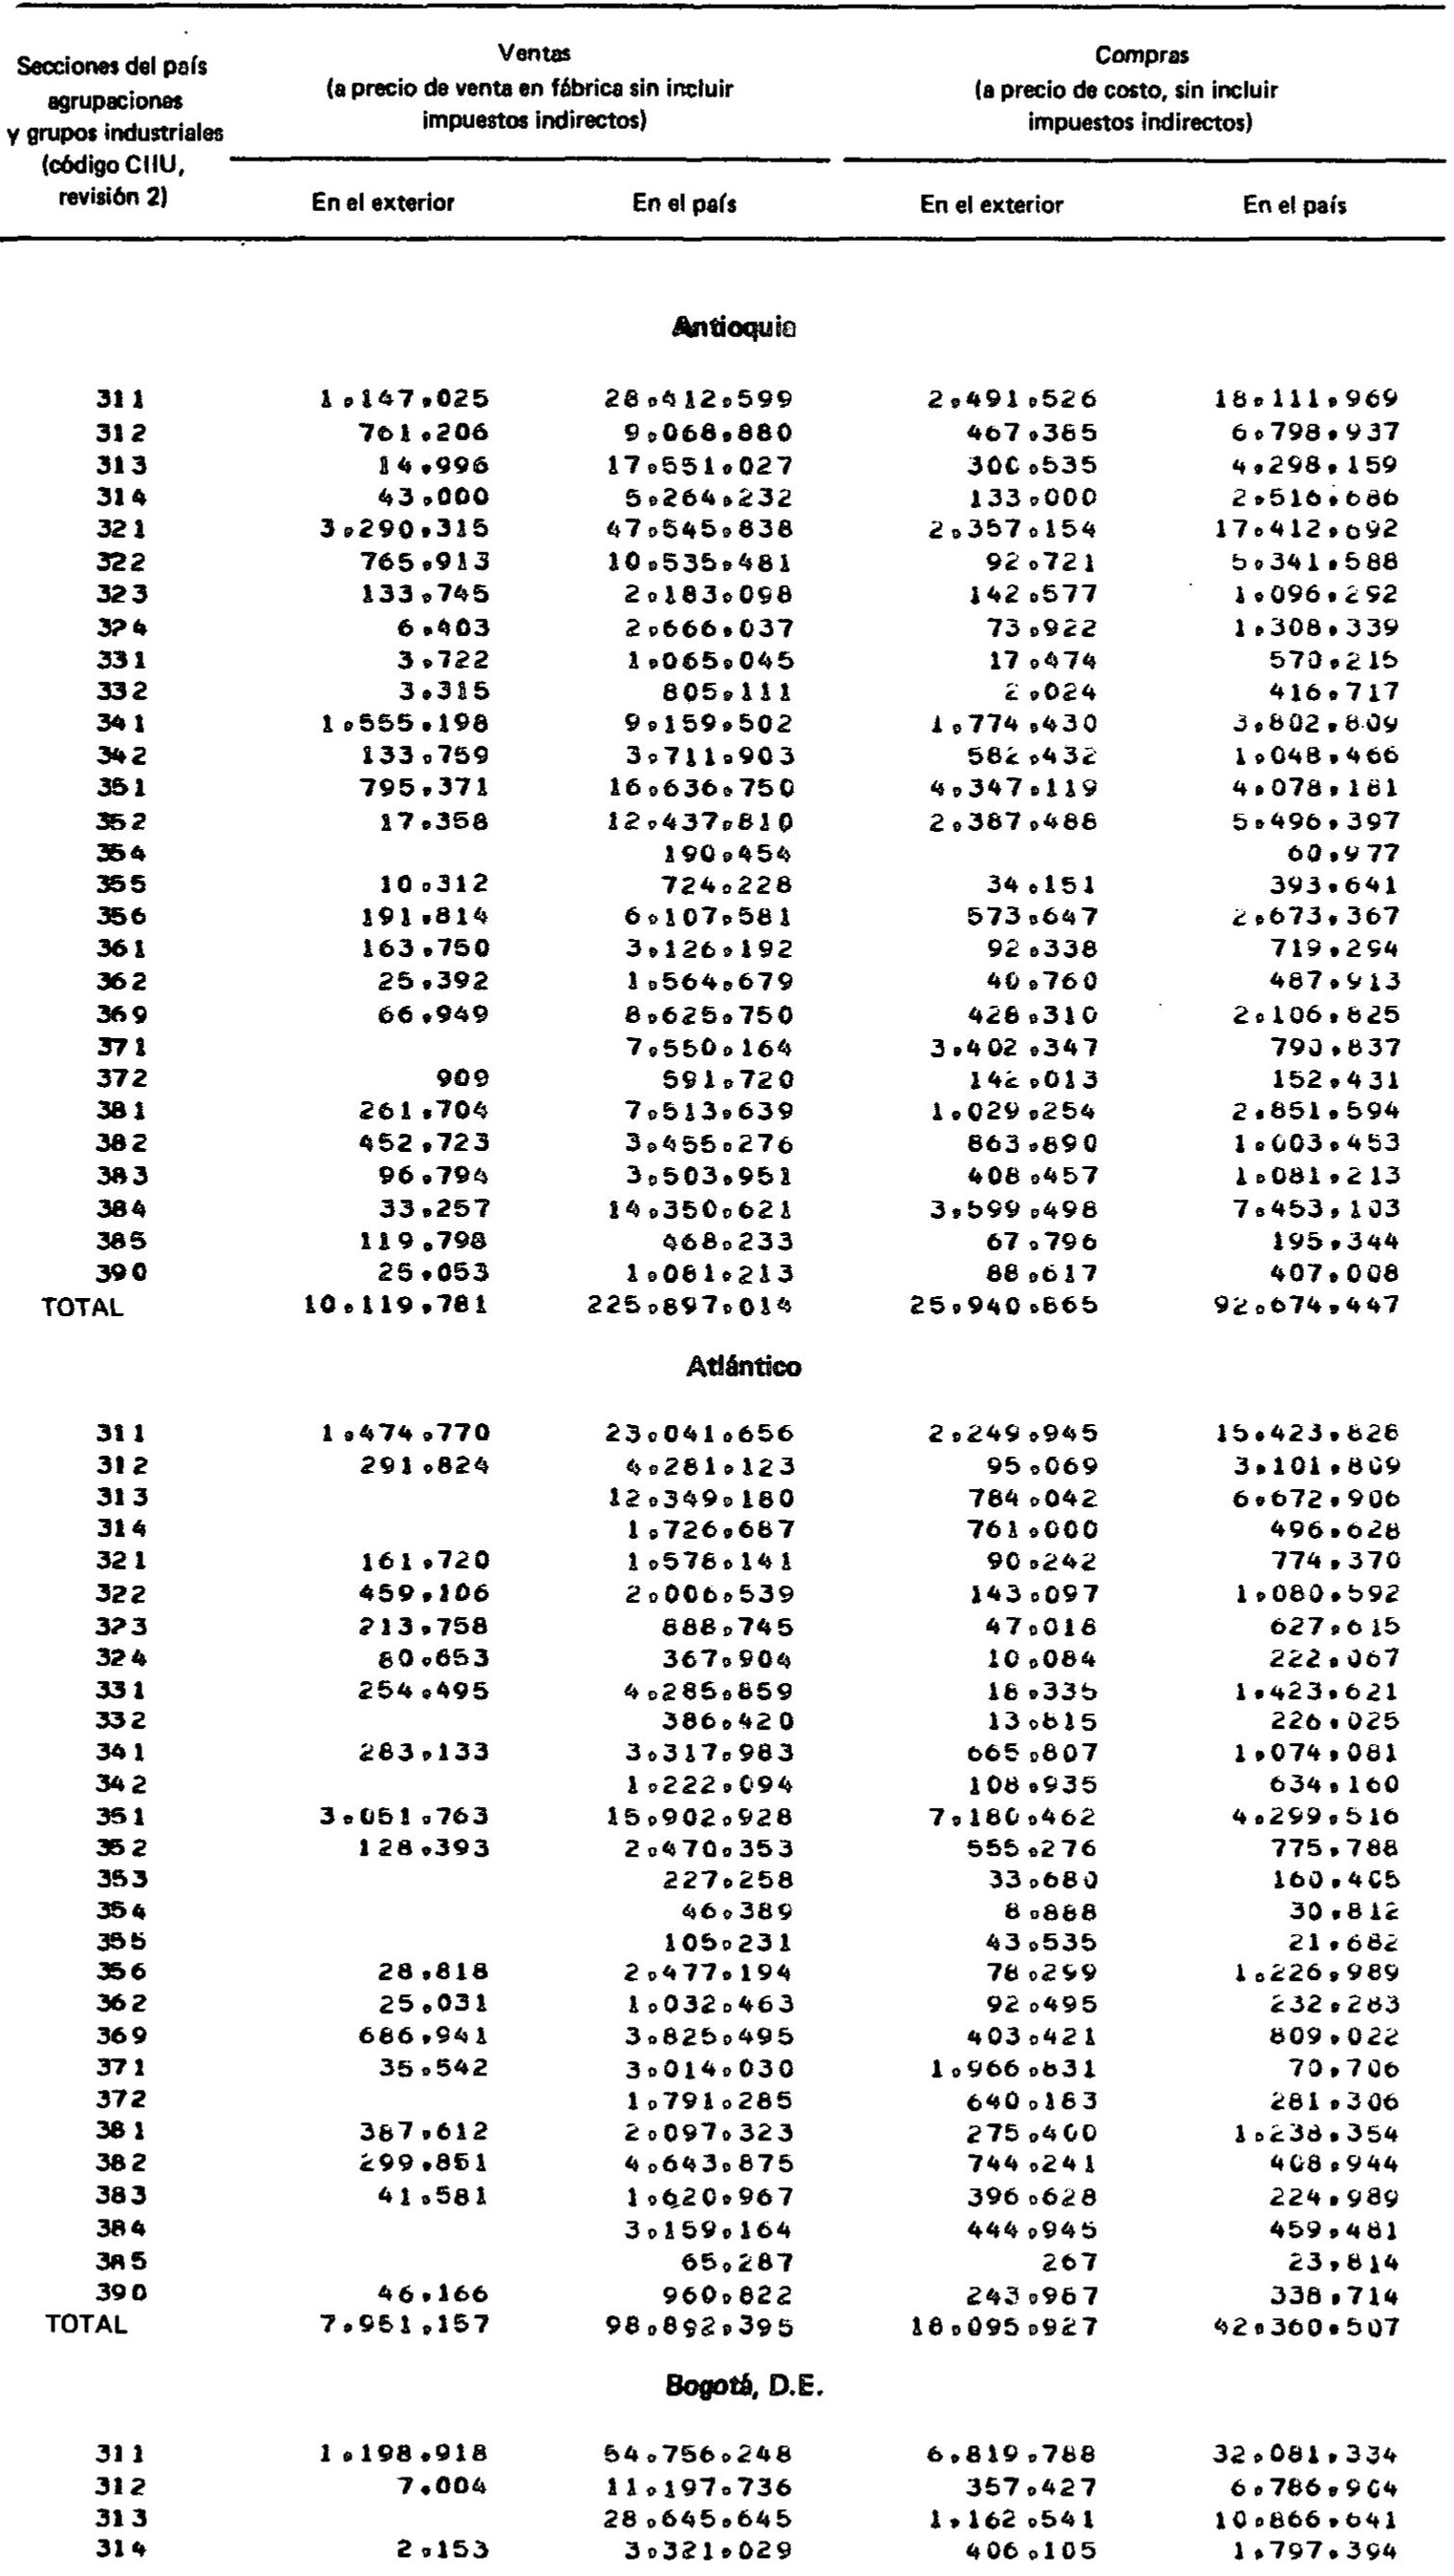 Secciones del país agrupaciones y grupos industriales (código CIIU, revisión 2)
Ventas (a precio de venta en fábrica sin incluir impuestos indirectos)
Compras (a precio de costo, sin incluir impuestos indirectos)
En el exterior En el país En el exterior En el país
Antioquia
311 1.147.025 28.412.599 2.491.526 18.111.969
312 761.206 9.068.880 467.385 6.798.937
313 14.996 17.551.027 300.535 4.298.159
314 43.000 5.264.232 133.000 2.516.686
321 3.290.315 47.545.838 2.357.154 17.412.692
322 765.913 10.535.481 92.721 5.341.588
323 133.745 2.183.098 142.577 1.096.292
324 6.403 2.666.037 73.922 1.308.339
331 3.722 1.065.045 17.474 570.215
332 3.315 805.111 2.024 416.717
341 1.555.198 9.159.502 1.774.430 3.802.809
342 133.759 3.711.903 582.432 1.048.466
351 795.371 16.636.750 4.347.119 4.078.181
352 17.358 12.437.810 2.387.488 5.496.397
354 190.454 60.977
355 10.312 724.228 34.151 393.641
356 191.814 6.107.581 573.647 2.673.367
361 163.750 3.126.192 92.338 719.294
362 25.392 1.564.679 40.760 487.913
369 66.949 8.625.750 428.310 2.106.825
371 7.550.164 3.402.347 790.837
372 909 591.720 142.013 152.431
381 261.704 7.513.639 1.029.254 2.851.594
382 452.723 3.455.276 863.890 1.003.453
383 96.794 3.503.951 408.457 1.081.213
384 33.257 14.350.621 3.599.498 7.453.103
385 119.798 468.233 67.796 195.344
390 25.053 1.081.213 88.617 407.008
TOTAL 10.119.781 225.897.014 25.940.865 92.674.447
Atlántico
311 1.474.770 23.041.656 2.249.945 15.423.828
312 291.824 4.281.123 95.069 3.101.809
313 12.349.180 784.042 6.672.906
314 1.726.687 761.000 496.628
321 161.720 1.578.141 90.242 774.370
322 459.106 2.006.539 143.097 1.080.592
323 213.758 888.745 47.018 627.615
324 80.653 367.904 10.084 222.067
331 254.495 4.285.859 18.335 1.423.621
332 386.420 13.815 226.025
341 283.133 3.317.983 665.807 1.074.081
342 1.222.094 108.935 634.160
351 3.051.763 15.902.928 7.180.462 4.299.516
352 128.393 2.470.353 555.276 775.788
353 227.258 33.680 160.405
354 46.389 8.888 30.812
355 105.231 43.535 21.682
356 28.818 2.477.194 78.299 1.226.989
362 25.031 1.032.463 92.495 232.283
369 686.941 3.825.495 403.421 809.022
371 35.542 3.014.030 1.966.831 70.706
372 1.791.285 640.183 281.306
381 387.612 2.097.323 275.400 1.238.354
382 299.851 4.643.875 744.241 408.944
383 41.581 1.620.967 396.628 224.989
384 3.159.164 444.945 459.481
385 65.287 267 23.814
390 46.166 960.822 243.967 338.714
TOTAL 7.951.157 98.892.395 18.095.927 42.360.507
Bogotá, D.E.
311 1.198.918 54.756.248 6.819.788 32.081.334
312 7.004 11.197.736 357.427 6.786.904
313 28.645.645 1.162.541 10.866.641
314 2.153 3.321.029 406.105 1.797.394